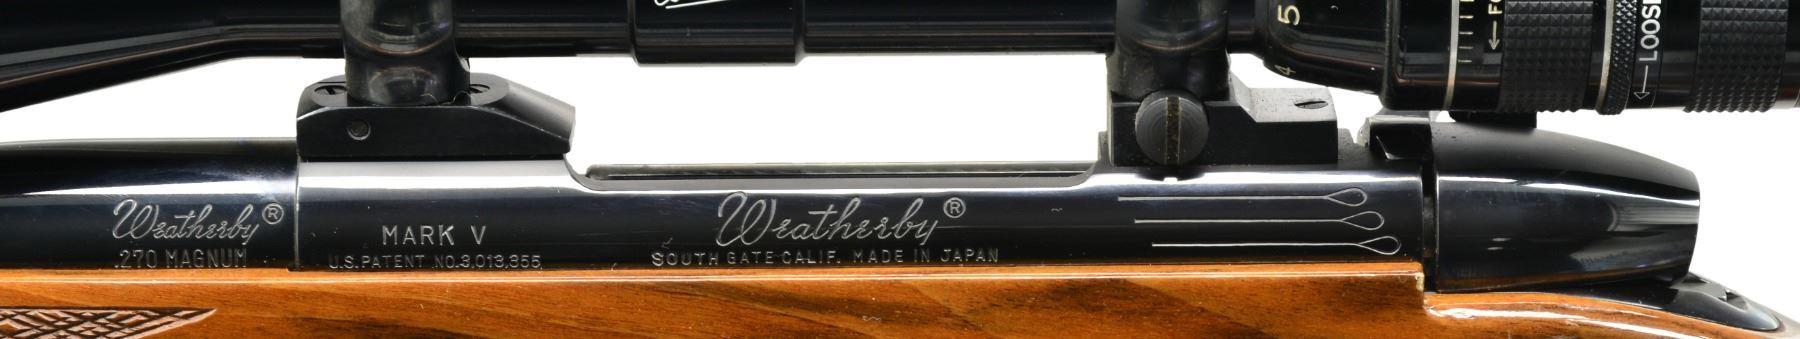 5
4
LOOSE
Weatherby®
.270 MAGNUM
MARK V
U.S. PATENT NO. 3,013,355
Weatherby®
SOUTH GATE CALIF. MADE IN JAPAN